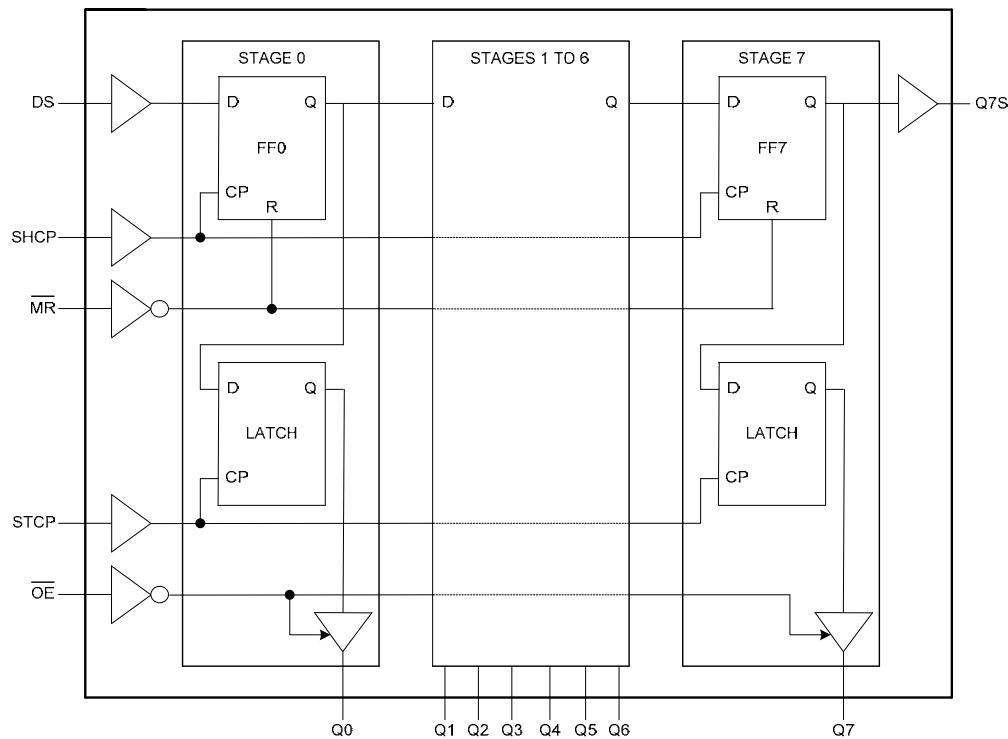 STAGE 0
STAGES 1 TO 6
STAGE 7
DS
D Q
D Q
D Q
Q7S
FF0
FF7
CP
CP
R
R
SHCP
MR
D Q
D Q
LATCH
LATCH
CP
CP
STCP
OE
Q0
Q1 Q2 Q3 Q4 Q5 Q6
Q7